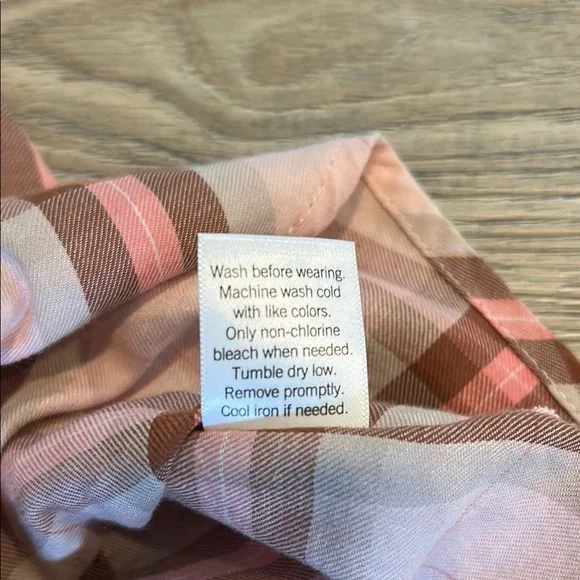 Wash before wearing.
Machine wash cold
with like colors.
Only non-chlorine
bleach when needed.
Tumble dry low.
Remove promptly.
Cool iron if needed.